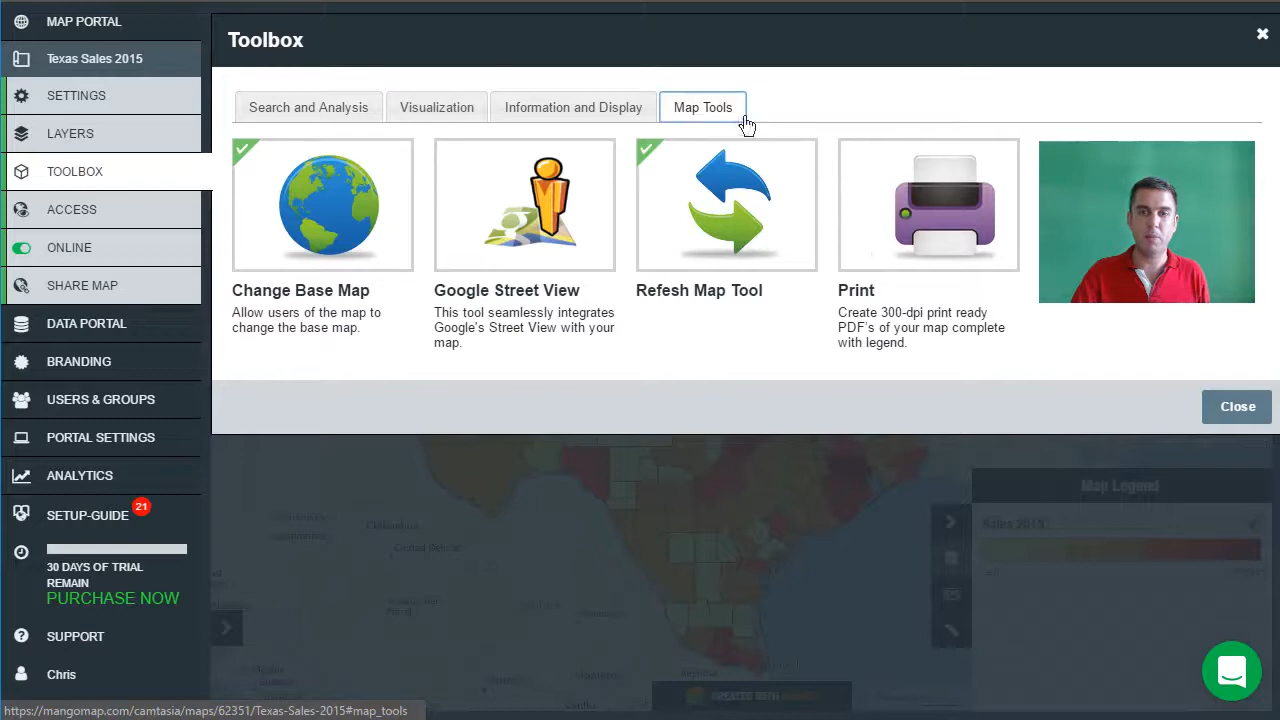 MAP PORTAL
Texas Sales 2015
SETTINGS
LAYERS
TOOLBOX
ACCESS
ONLINE
SHARE MAP
DATA PORTAL
BRANDING
USERS & GROUPS
PORTAL SETTINGS
ANALYTICS
SETUP-GUIDE
21
30 DAYS OF TRIAL
REMAIN
PURCHASE NOW
SUPPORT
Chris
Toolbox
Search and Analysis
Visualization
Information and Display
Map Tools
Change Base Map
Allow users of the map to
change the base map.
Google Street View
This tool seamlessly integrates
Google's Street View with your
map.
Refesh Map Tool
Print
Create 300-dpi print ready
PDF's of your map complete
with legend.
Close
Map Legend
Sales 2015
CREATED WITH
https://mangomap.com/camtasia/maps/62351/Texas-Sales-2015#map_tools